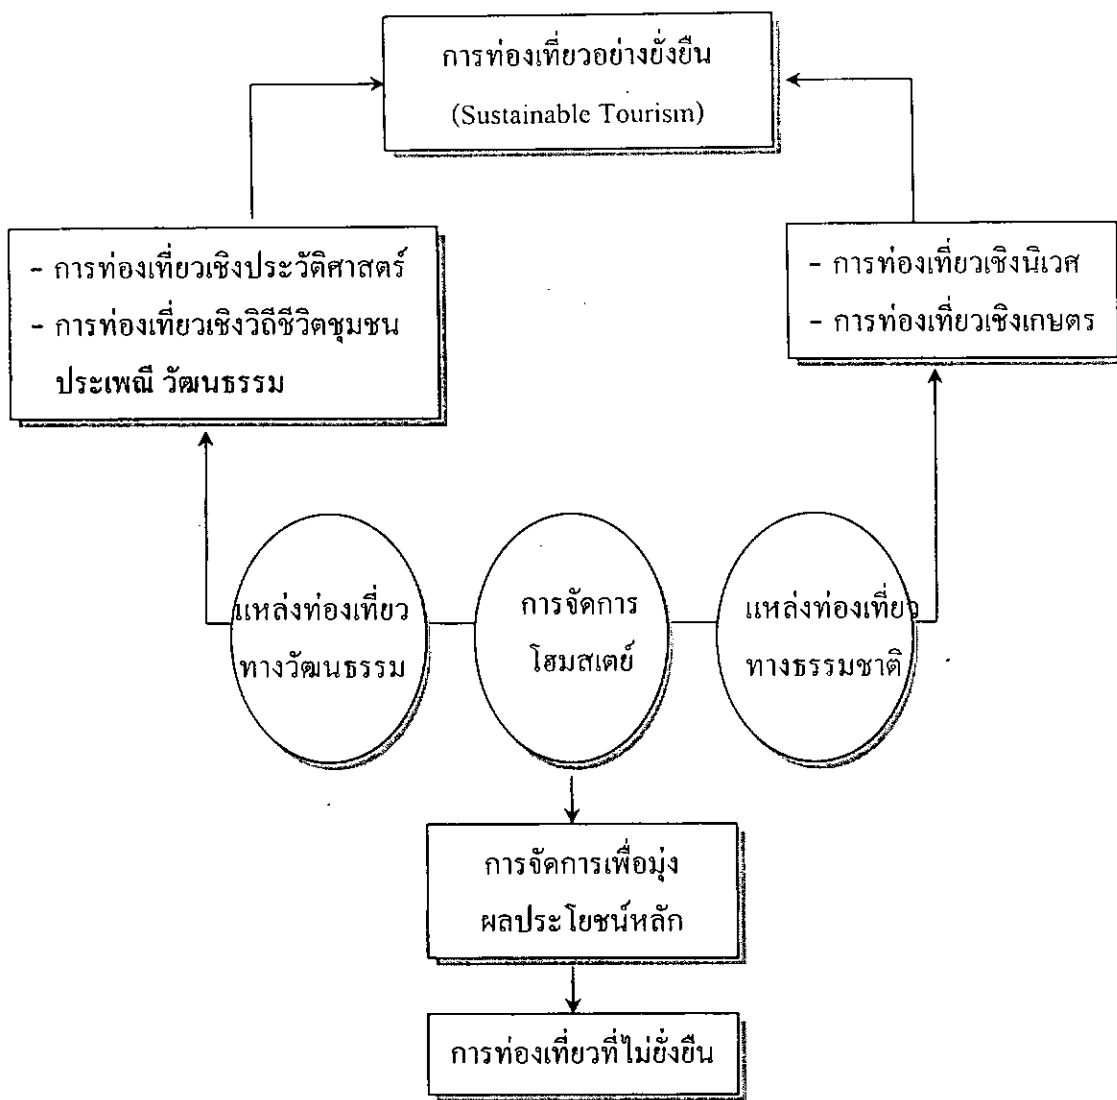 การท่องเที่ยวอย่างยั่งยืน
(Sustainable Tourism)
- การท่องเที่ยวเชิงประวัติศาสตร์
- การท่องเที่ยวเชิงวิถีชีวิตชุมชน
ประเพณี วัฒนธรรม
- การท่องเที่ยวเชิงนิเวศ
- การท่องเที่ยวเชิงเกษตร
แหล่งท่องเที่ยว
ทางวัฒนธรรม
การจัดการ
โฮมสเตย์
แหล่งท่องเที่ยว
ทางธรรมชาติ
การจัดการเพื่อมุ่ง
ผลประโยชน์หลัก
การท่องเที่ยวที่ไม่ยั่งยืน